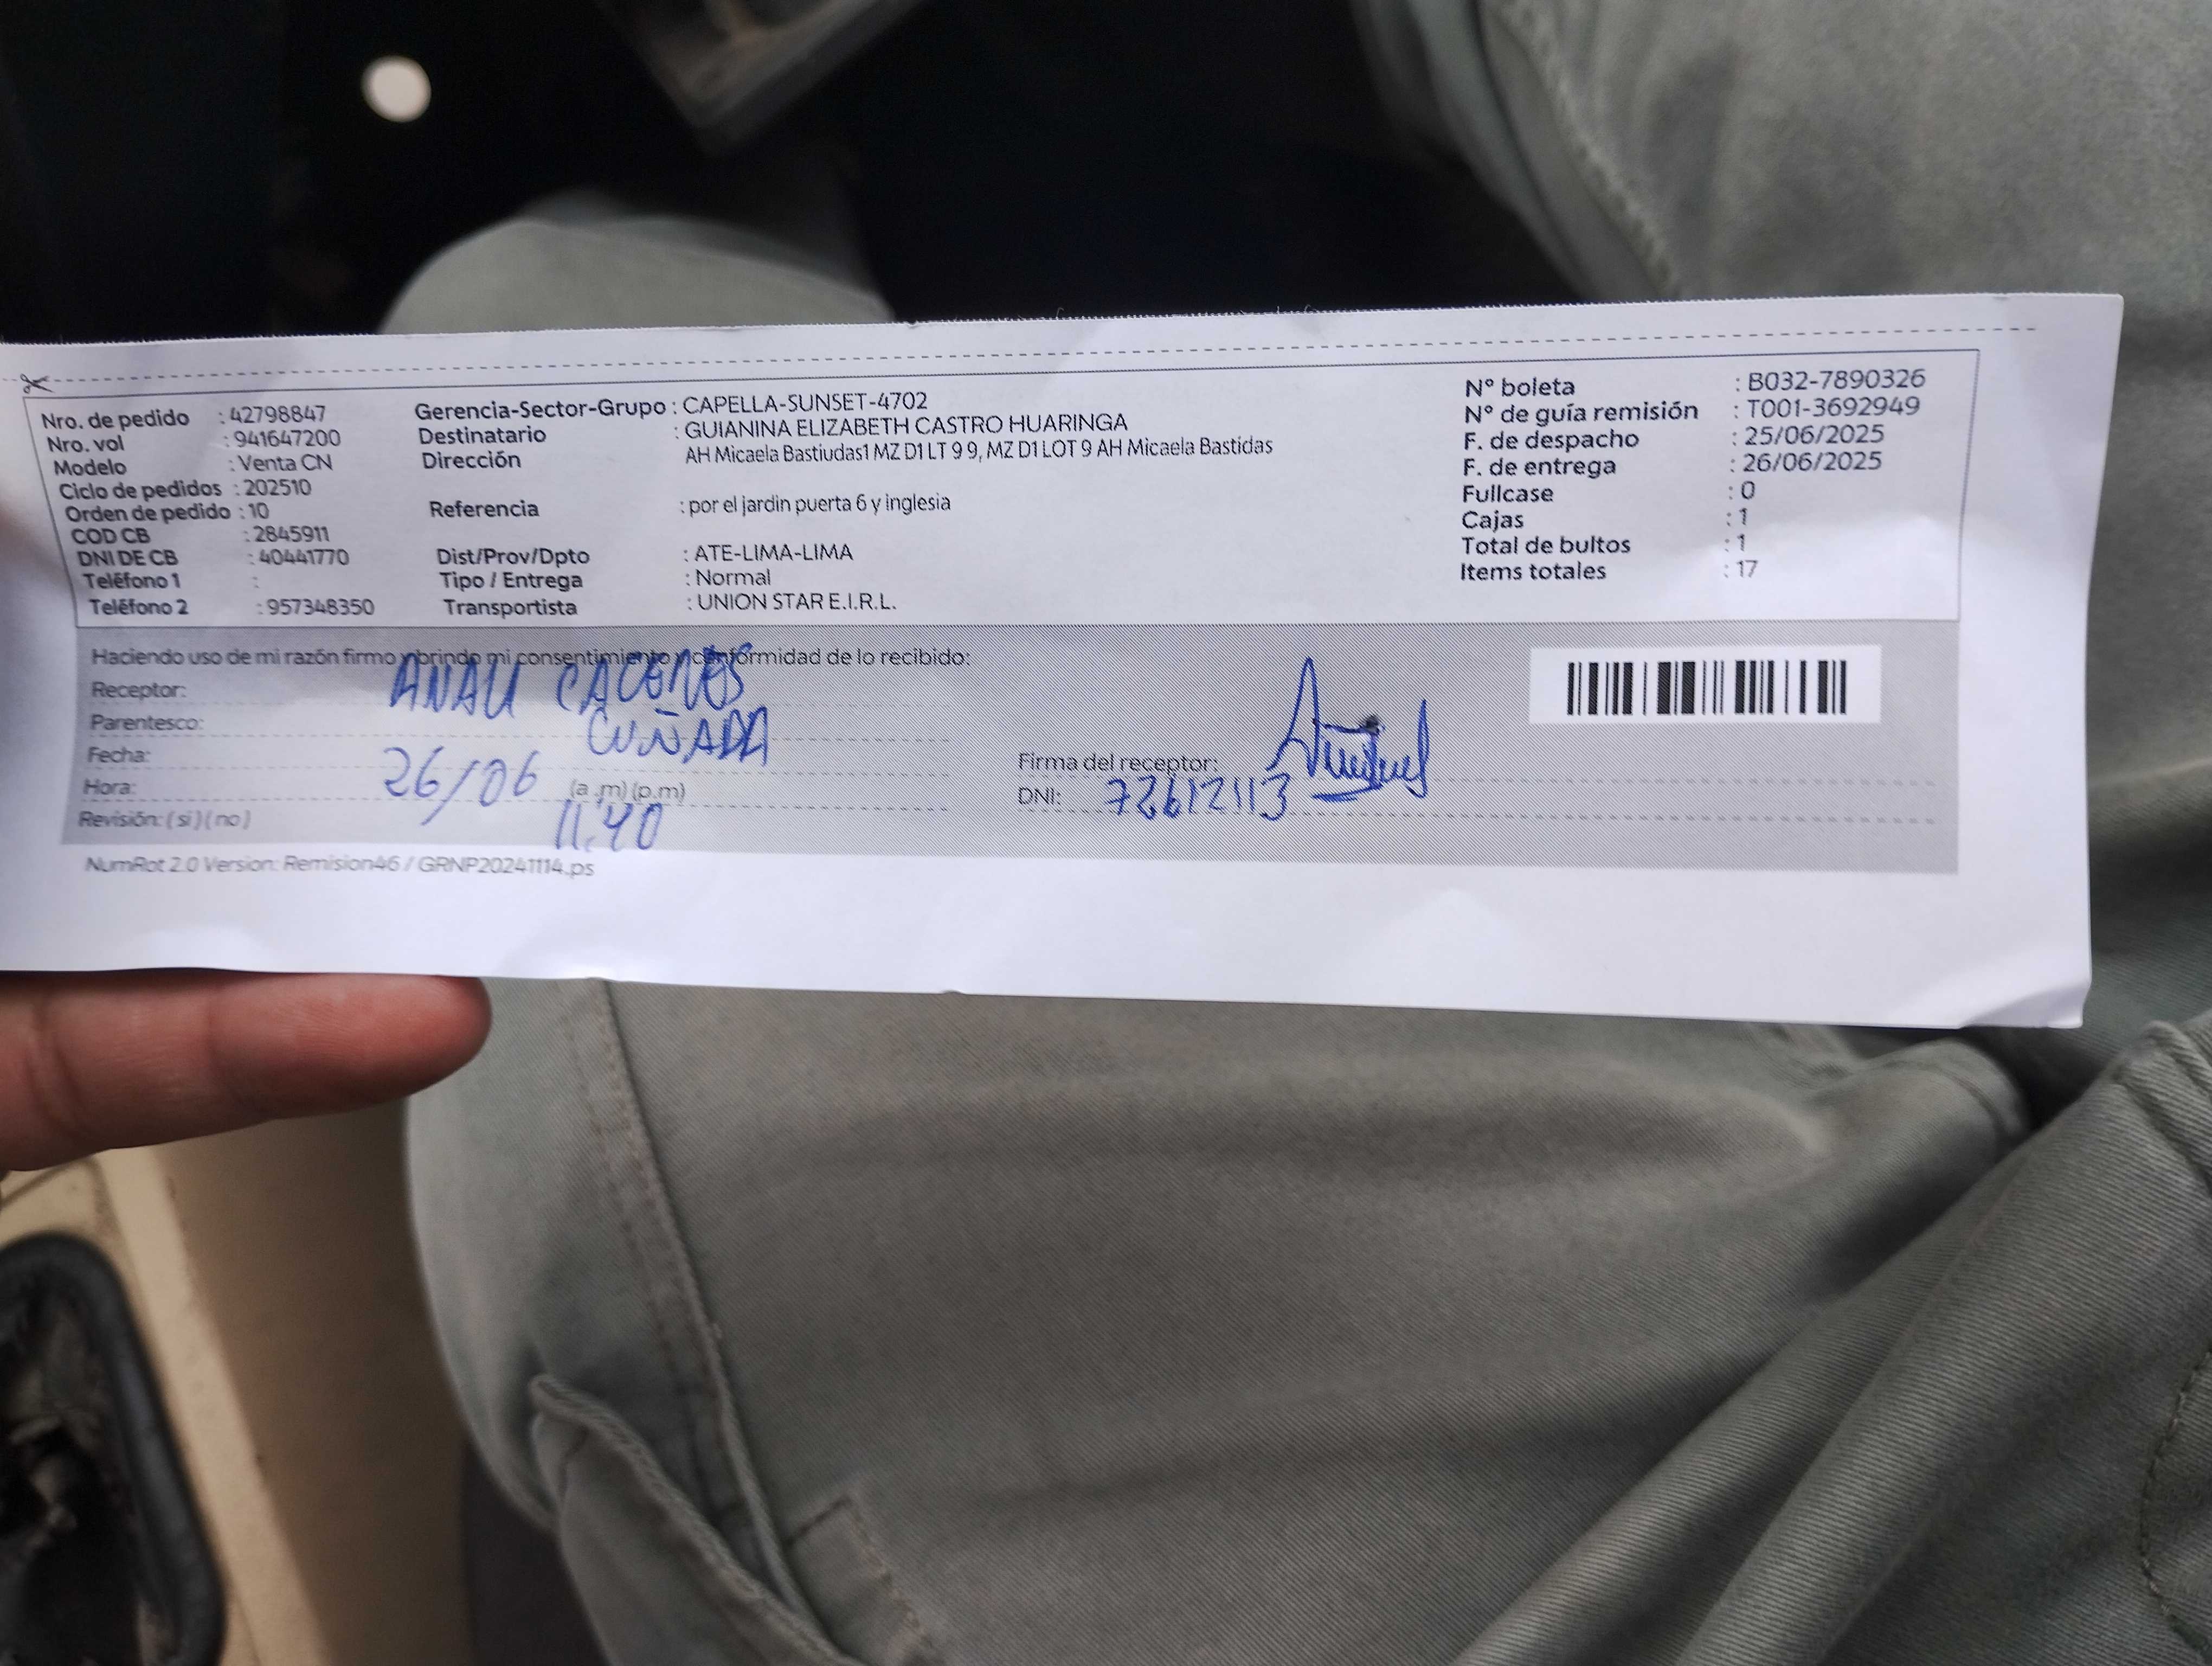 Nro. de pedido : 42798847
Nro. vol : 941647200
Modelo : Venta CN
Ciclo de pedidos : 202510
Orden de pedido : 10
COD CB : 2845911
DNI DE CB : 40441770
Teléfono 1 :
Teléfono 2 : 957348350
Gerencia-Sector-Grupo : CAPELLA-SUNSET-4702
Destinatario : GUIANINA ELIZABETH CASTRO HUARINGA
Dirección AH Micaela Bastiudas1 MZ D1 LT 9 9, MZ D1 LOT 9 AH Micaela Bastidas
Referencia : por el jardin puerta 6 y inglesia
Dist/Prov/Dpto : ATE-LIMA-LIMA
Tipo / Entrega : Normal
Transportista : UNION STAR E.I.R.L.
N° boleta : B032-7890326
N° de guía remisión : T001-3692949
F. de despacho : 25/06/2025
F. de entrega : 26/06/2025
Fullcase : 0
Cajas : 1
Total de bultos : 1
Items totales : 17
Haciendo uso de mi razón firmo y brindo mi consentimiento y conformidad de lo recibido:
Receptor: CACERES
Parentesco: CUÑADA
Fecha: 26/06
Hora: (a .m) (p.m) 11.40
Revisión: ( si ) ( no )
Firma del receptor:
DNI: 72612113
NumRot 2.0 Version: Remision46 / GRNP20241114.ps